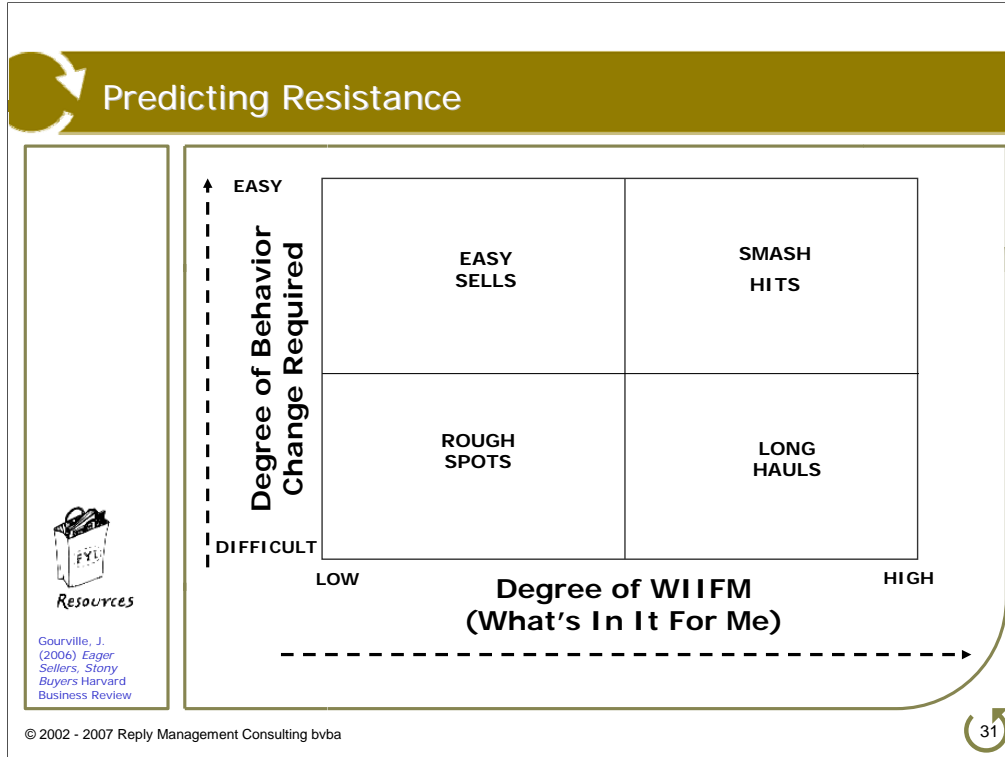 Predicting Resistance
EASY
Degree of Behavior
Change Required
DIFFICULT
EASY
SELLS
SMASH
HITS
ROUGH
SPOTS
LONG
HAULS
LOW
HIGH
Degree of WIIFM
(What's In It For Me)
FYI
Resources
Gourville, J.
(2006) Eager
Sellers, Stony
Buyers Harvard
Business Review
© 2002 - 2007 Reply Management Consulting bvba
31